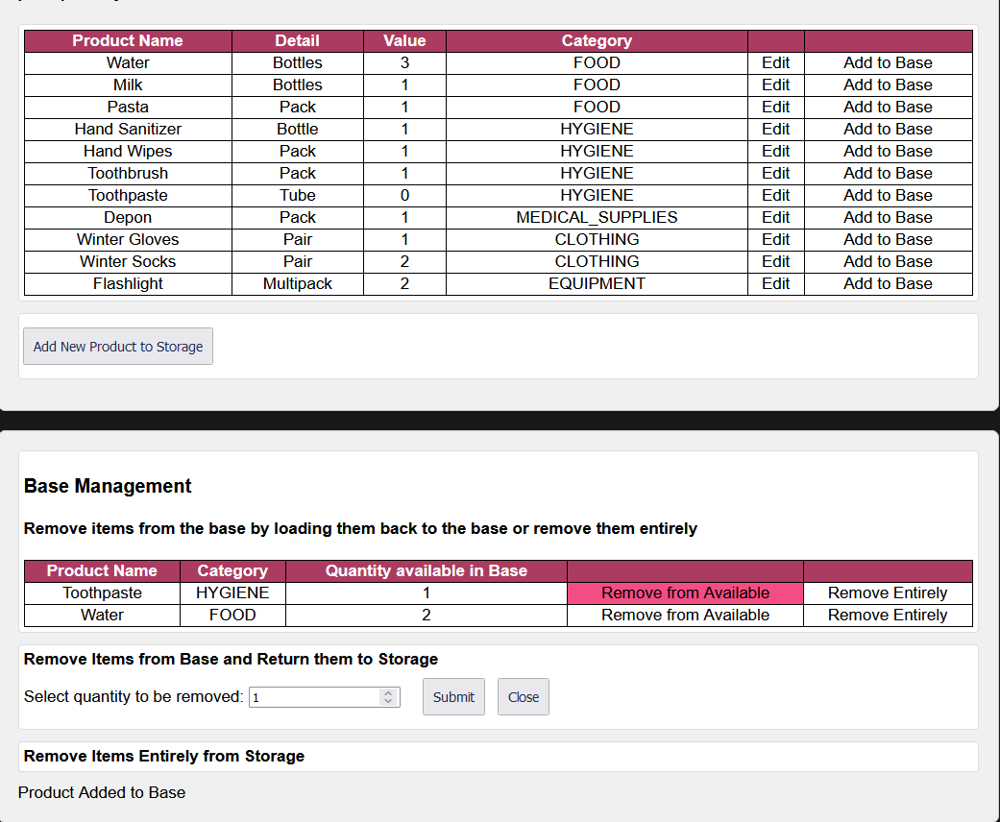 Product Name Detail Value Category
Water Bottles 3 FOOD Edit Add to Base
Milk Bottles 1 FOOD Edit Add to Base
Pasta Pack 1 FOOD Edit Add to Base
Hand Sanitizer Bottle 1 HYGIENE Edit Add to Base
Hand Wipes Pack 1 HYGIENE Edit Add to Base
Toothbrush Pack 1 HYGIENE Edit Add to Base
Toothpaste Tube 0 HYGIENE Edit Add to Base
Depon Pack 1 MEDICAL_SUPPLIES Edit Add to Base
Winter Gloves Pair 1 CLOTHING Edit Add to Base
Winter Socks Pair 2 CLOTHING Edit Add to Base
Flashlight Multipack 2 EQUIPMENT Edit Add to Base
Add New Product to Storage
Base Management
Remove items from the base by loading them back to the base or remove them entirely
Product Name Category Quantity available in Base
Toothpaste HYGIENE 1 Remove from Available Remove Entirely
Water FOOD 2 Remove from Available Remove Entirely
Remove Items from Base and Return them to Storage
Select quantity to be removed: 1 Submit Close
Remove Items Entirely from Storage
Product Added to Base